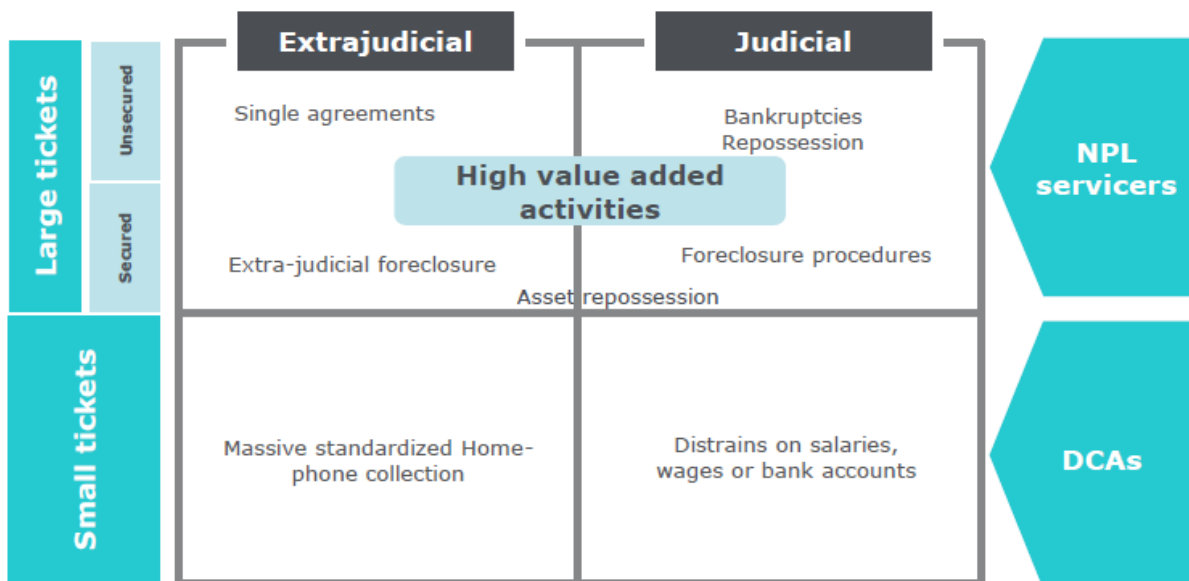 Extrajudicial
Judicial
Large tickets
Unsecured
Secured
Single agreements
Bankruptcies
Repossession
High value added
activities
NPL
servicers
Extra-judicial foreclosure
Foreclosure procedures
Asset repossession
Small tickets
Massive standardized Home-
phone collection
Distrains on salaries,
wages or bank accounts
DCAs